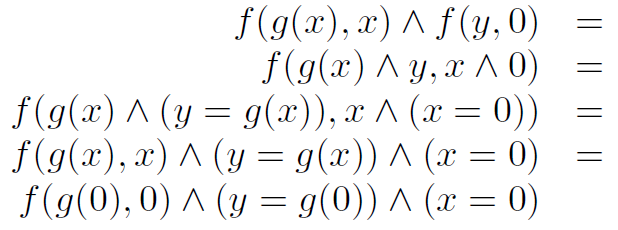 f(g(x), x) ∧ f(y, 0) =
f(g(x) ∧ y, x ∧ 0) =
f(g(x) ∧ (y = g(x)), x ∧ (x = 0)) =
f(g(x), x) ∧ (y = g(x)) ∧ (x = 0) =
f(g(0), 0) ∧ (y = g(0)) ∧ (x = 0)